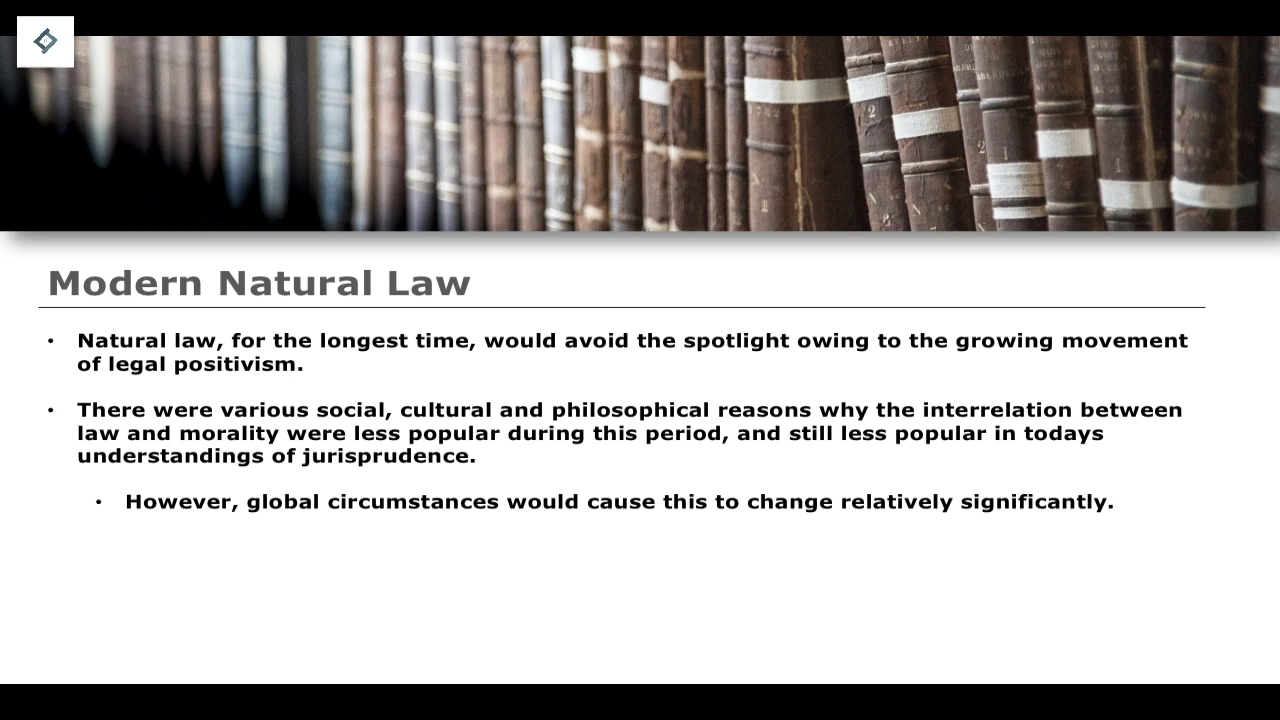 Modern Natural Law
• Natural law, for the longest time, would avoid the spotlight owing to the growing movement
of legal positivism.
• There were various social, cultural and philosophical reasons why the interrelation between
law and morality were less popular during this period, and still less popular in todays
understandings of jurisprudence.
• However, global circumstances would cause this to change relatively significantly.